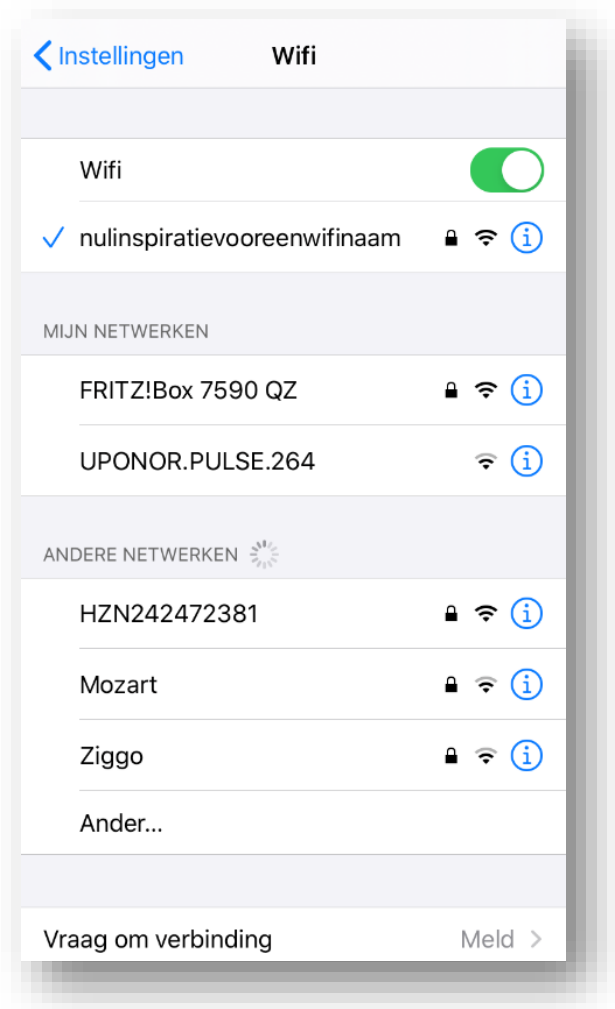 Instellingen Wifi
Wifi
nulinspiratievooreenwifinaam
MIJN NETWERKEN
FRITZ!Box 7590 QZ
UPONOR.PULSE.264
ANDERE NETWERKEN
HZN242472381
Mozart
Ziggo
Ander...
Vraag om verbinding Meld